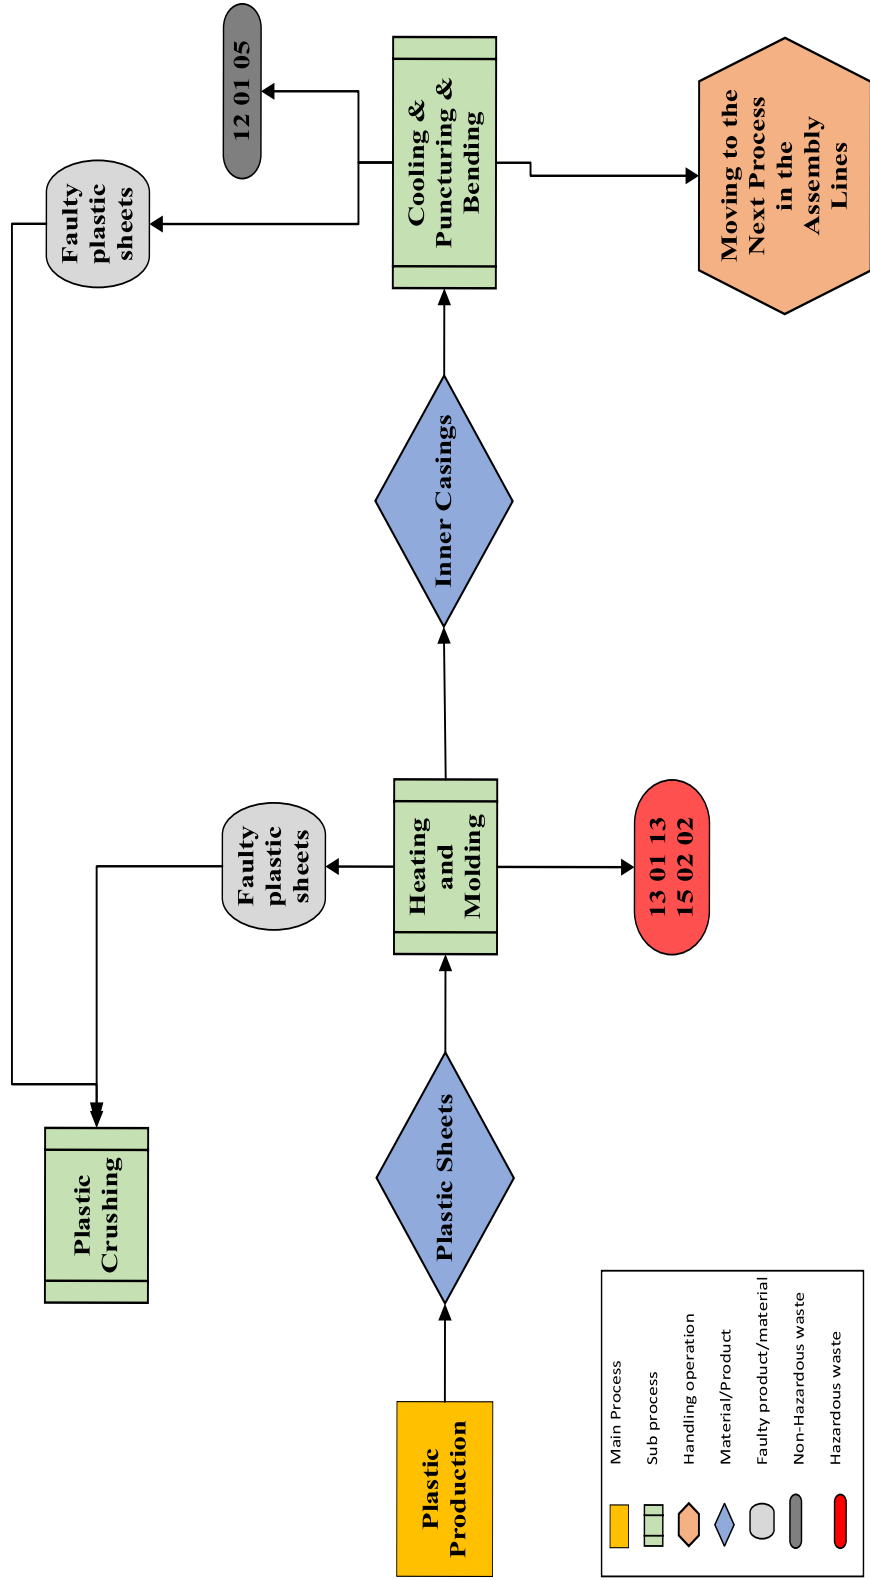 Plastic
Production
Plastic Sheets
Plastic
Crushing
Heating
and
Molding
Faulty
plastic
sheets
13 01 13
15 02 02
Inner Casings
Cooling &
Puncturing &
Bending
Faulty
plastic
sheets
12 01 05
Moving to the
Next Process
in the
Assembly
Lines
Main Process
Sub process
Handling operation
Material/Product
Faulty product/material
Non-Hazardous waste
Hazardous waste